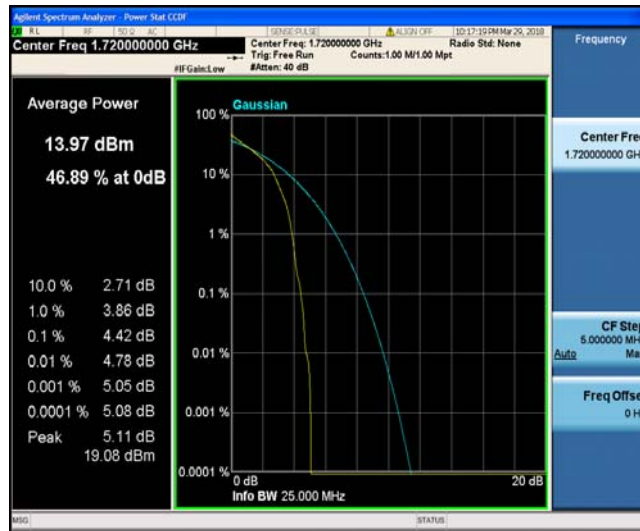 Agilent Spectrum Analyzer - Power Stat CCDF
RL RF 50 Ω AC SENSE:PULSE ALIGN OFF 10:17:19 PM Mar 29, 2018
Center Freq 1.720000000 GHz
Center Freq: 1.720000000 GHz
Radio Std: None
Trig: Free Run
Counts:1.00 M/1.00 Mpt
#IFGain:Low
#Atten: 40 dB
Frequency
Average Power
13.97 dBm
46.89 % at 0dB
10.0 % 2.71 dB
1.0 % 3.86 dB
0.1 % 4.42 dB
0.01 % 4.78 dB
0.001 % 5.05 dB
0.0001 % 5.08 dB
Peak 5.11 dB
19.08 dBm
Gaussian
100 %
10 %
1 %
0.1 %
0.01 %
0.001 %
0.0001 %
0 dB
20 dB
Info BW 25.000 MHz
Center Fre
1.720000000 GH
CF Step
5.000000 MH
Auto Ma
Freq Offse
0 H
MSG
STATUS